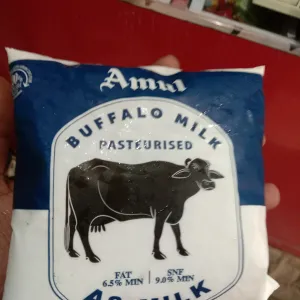 Amul
BUFFALO MILK
PASTEURISED
FAT
6.5% MIN
SNF
9.0% MIN
A2 MILK